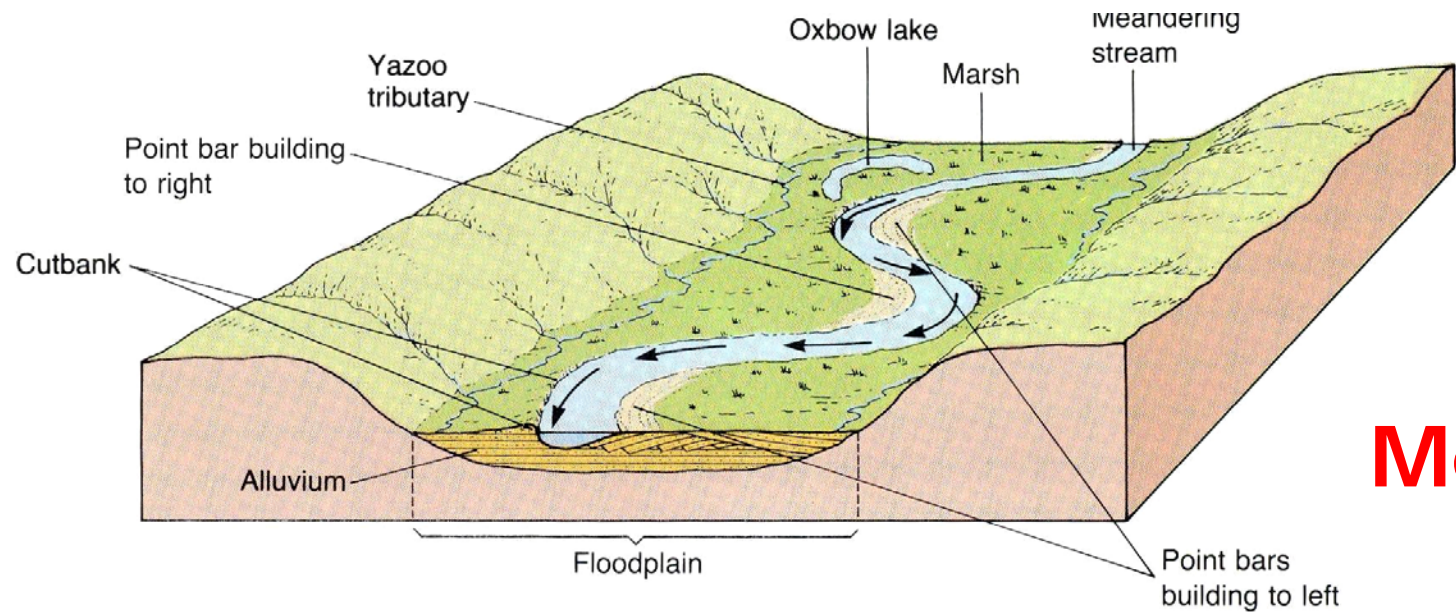 Oxbow lake
Meandering
stream
Marsh
Yazoo
tributary
Point bar building
to right
Cutbank
Alluvium
Floodplain
Point bars
building to left